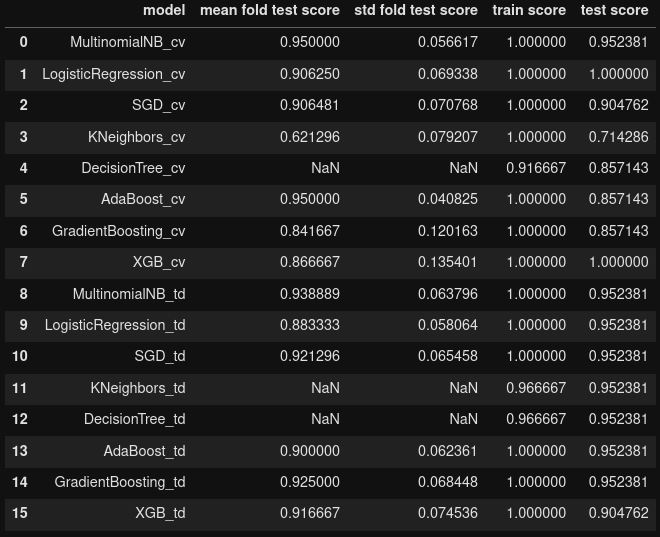 model mean fold test score std fold test score train score test score
0 MultinomialNB_cv 0.950000 0.056617 1.000000 0.952381
1 LogisticRegression_cv 0.906250 0.069338 1.000000 1.000000
2 SGD_cv 0.906481 0.070768 1.000000 0.904762
3 KNeighbors_cv 0.621296 0.079207 1.000000 0.714286
4 DecisionTree_cv NaN NaN 0.916667 0.857143
5 AdaBoost_cv 0.950000 0.040825 1.000000 0.857143
6 GradientBoosting_cv 0.841667 0.120163 1.000000 0.857143
7 XGB_cv 0.866667 0.135401 1.000000 1.000000
8 MultinomialNB_td 0.938889 0.063796 1.000000 0.952381
9 LogisticRegression_td 0.883333 0.058064 1.000000 0.952381
10 SGD_td 0.921296 0.065458 1.000000 0.952381
11 KNeighbors_td NaN NaN 0.966667 0.952381
12 DecisionTree_td NaN NaN 0.966667 0.952381
13 AdaBoost_td 0.900000 0.062361 1.000000 0.952381
14 GradientBoosting_td 0.925000 0.068448 1.000000 0.952381
15 XGB_td 0.916667 0.074536 1.000000 0.904762